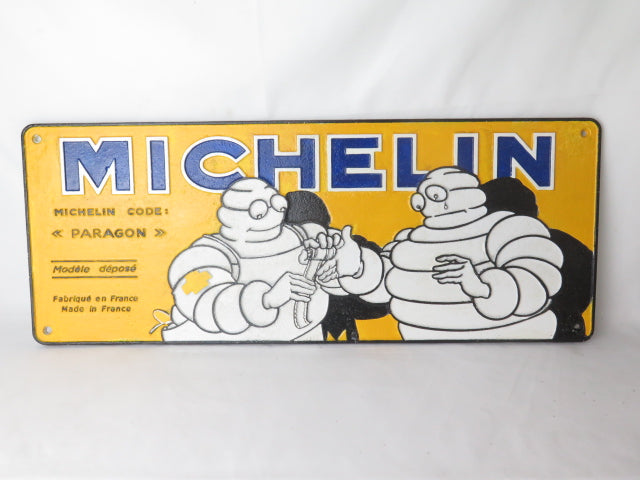 MICHELIN
MICHELIN CODE:
« PARAGON »
Modèle déposé
Fabriqué en France
Made in France